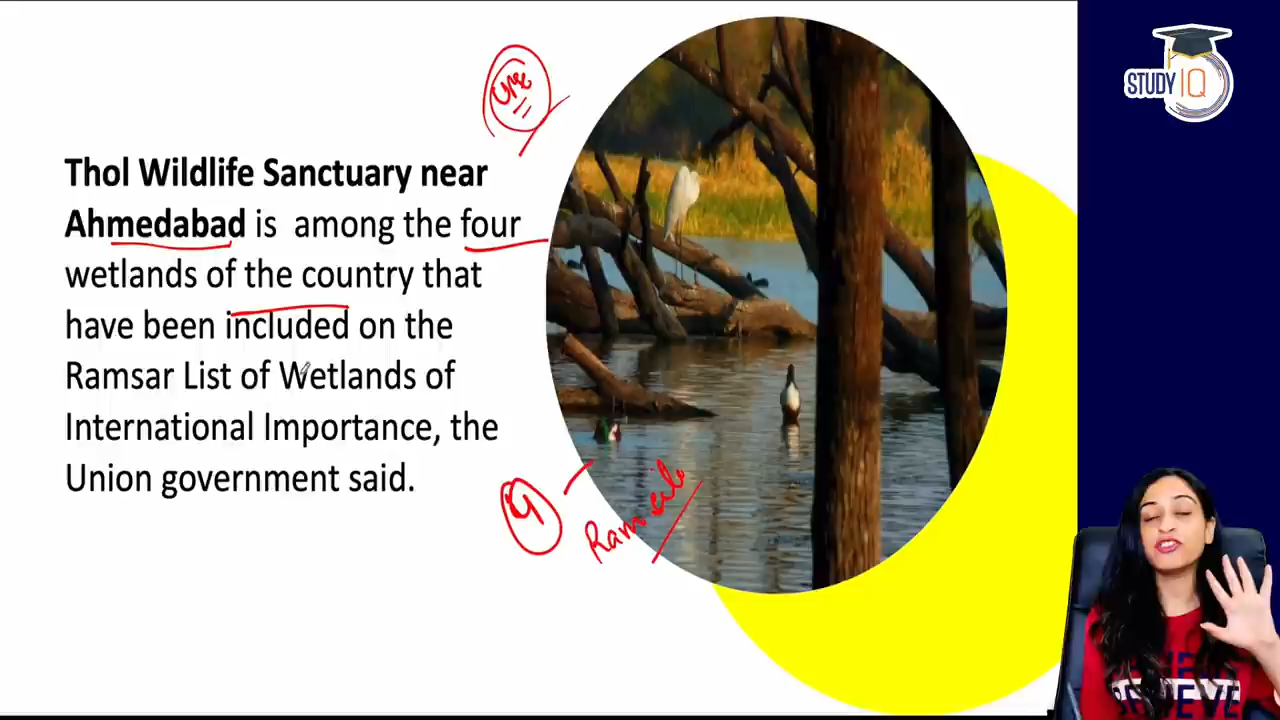 Thol Wildlife Sanctuary near
Ahmedabad is among the four
wetlands of the country that
have been included on the
Ramsar List of Wetlands of
International Importance, the
Union government said.
STUDY IQ